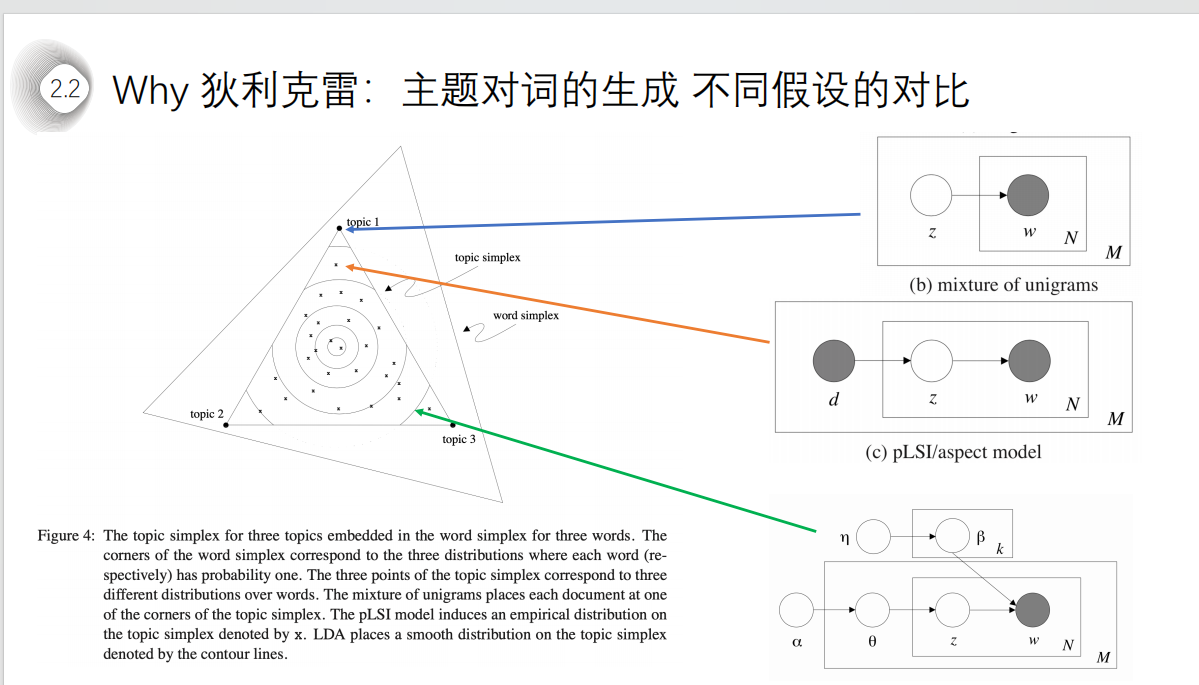 2.2
Why 狄利克雷：主题对词的生成 不同假设的对比
topic 1
topic simplex
word simplex
topic 2
topic 3
Figure 4: The topic simplex for three topics embedded in the word simplex for three words. The
corners of the word simplex correspond to the three distributions where each word (re-
spectively) has probability one. The three points of the topic simplex correspond to three
different distributions over words. The mixture of unigrams places each document at one
of the corners of the topic simplex. The pLSI model induces an empirical distribution on
the topic simplex denoted by x. LDA places a smooth distribution on the topic simplex
denoted by the contour lines.
z
w
N
M
(b) mixture of unigrams
d
z
w
N
M
(c) pLSI/aspect model
η
β
k
α
θ
z
w
N
M